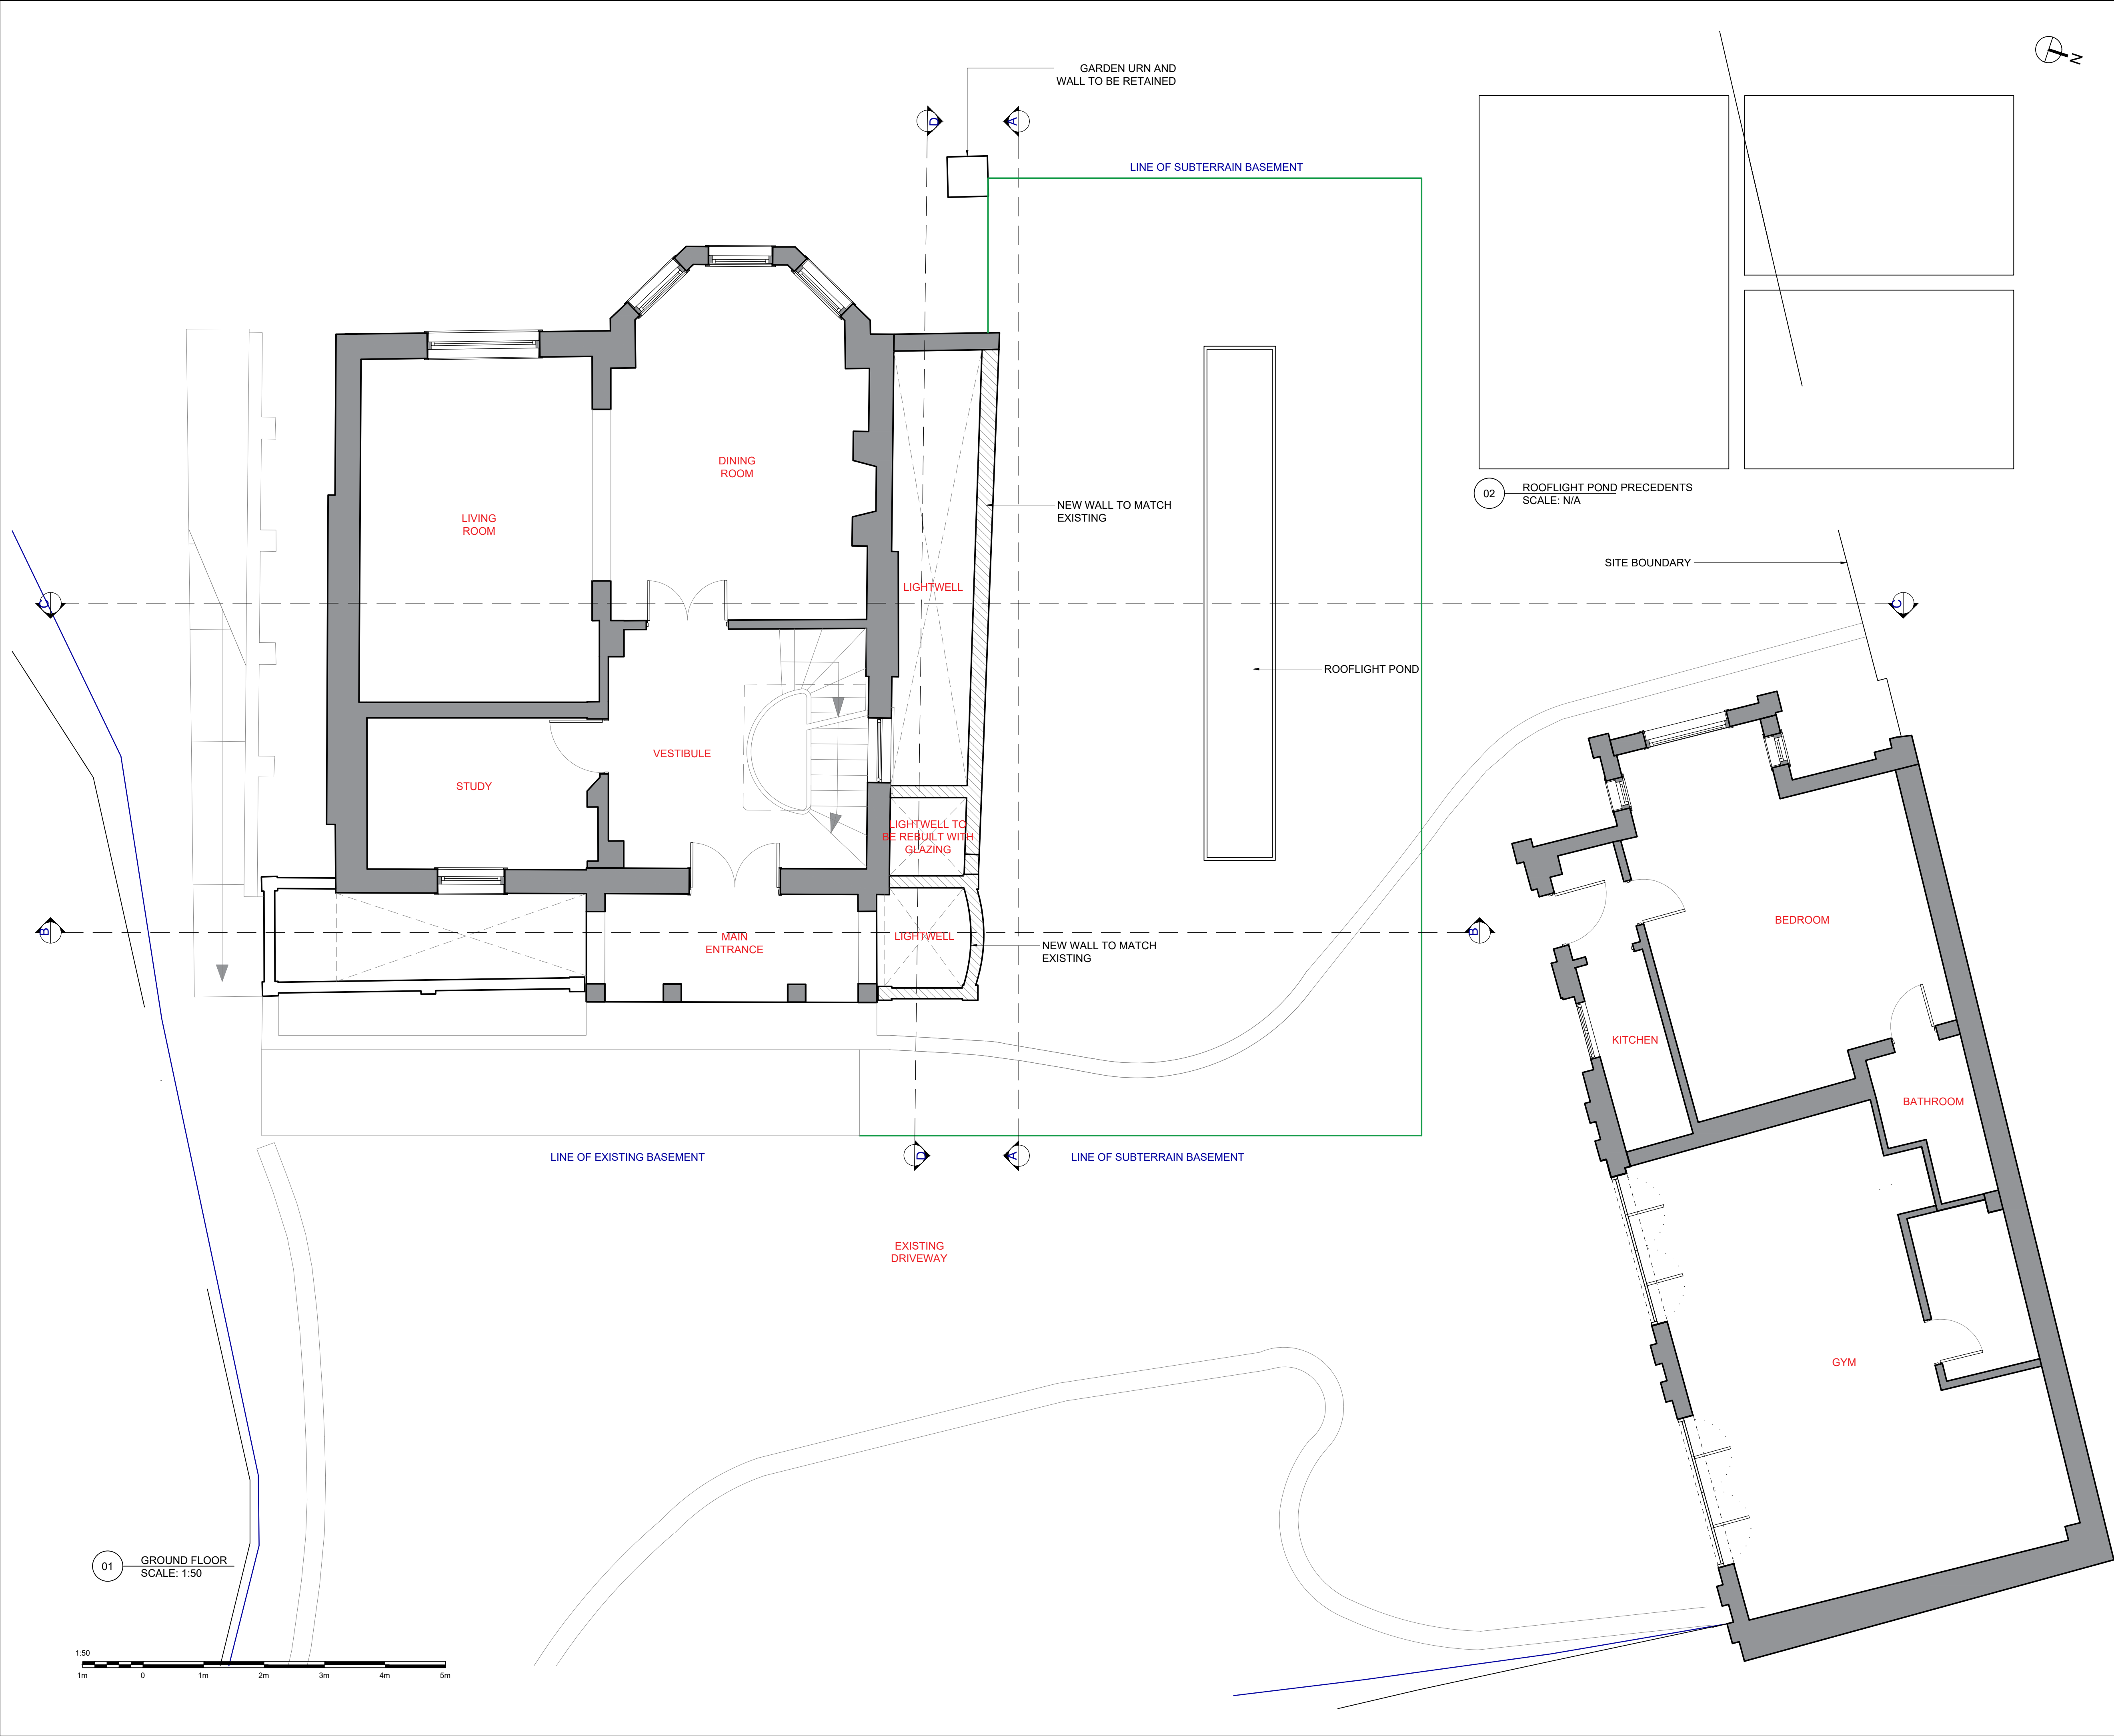 N
GARDEN URN AND
WALL TO BE RETAINED
D
A
LINE OF SUBTERRAIN BASEMENT
DINING
ROOM
LIVING
ROOM
NEW WALL TO MATCH
EXISTING
02
ROOFLIGHT POND PRECEDENTS
SCALE: N/A
SITE BOUNDARY
LIGHTWELL
C
C
ROOFLIGHT POND
VESTIBULE
STUDY
LIGHTWELL TO
BE REBUILT WITH
GLAZING
BEDROOM
B
MAIN
ENTRANCE
LIGHTWELL
NEW WALL TO MATCH
EXISTING
B
KITCHEN
BATHROOM
LINE OF EXISTING BASEMENT
D
A
LINE OF SUBTERRAIN BASEMENT
EXISTING
DRIVEWAY
GYM
01
GROUND FLOOR
SCALE: 1:50
1:50
1m 0 1m 2m 3m 4m 5m